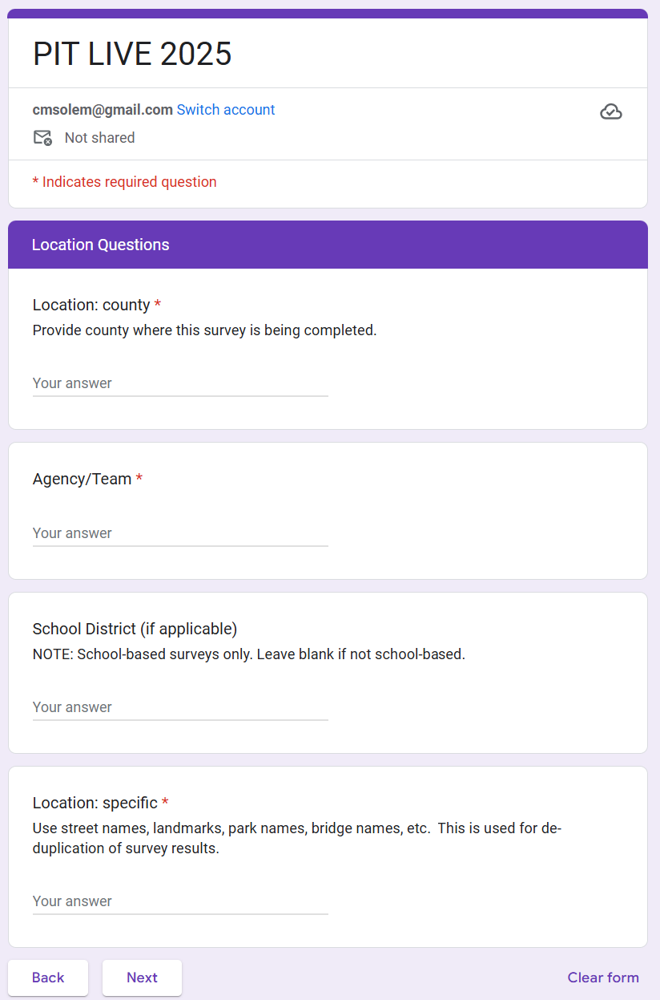 PIT LIVE 2025
cmsolem@gmail.com Switch account
Not shared
* Indicates required question
Location Questions
Location: county *
Provide county where this survey is being completed.
Your answer
Agency/Team *
Your answer
School District (if applicable)
NOTE: School-based surveys only. Leave blank if not school-based.
Your answer
Location: specific *
Use street names, landmarks, park names, bridge names, etc.  This is used for de-
duplication of survey results.
Your answer
Back Next Clear form